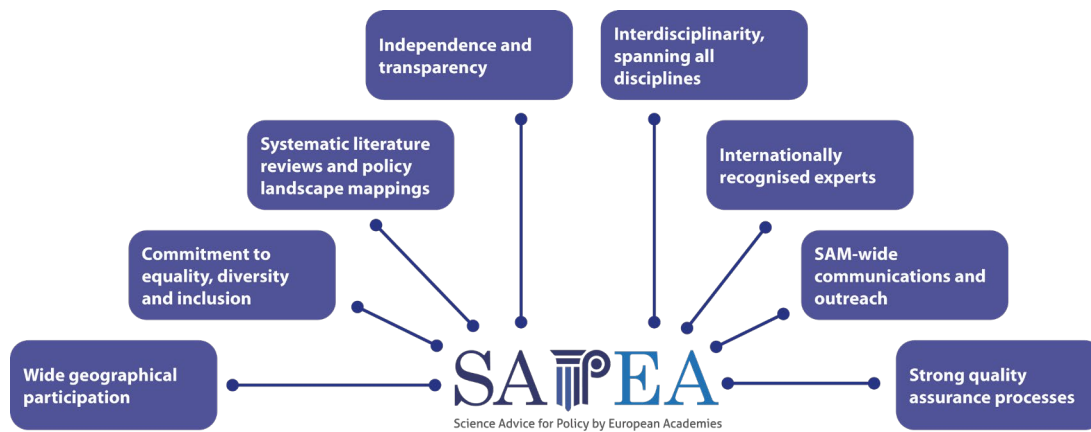 Independence and
transparency
Interdisciplinarity,
spanning all
disciplines
Systematic literature
reviews and policy
landscape mappings
Internationally
recognised experts
Commitment to
equality, diversity
and inclusion
SAM-wide
communications and
outreach
Wide geographical
participation
Strong quality
assurance processes
SAPEA
Science Advice for Policy by European Academies